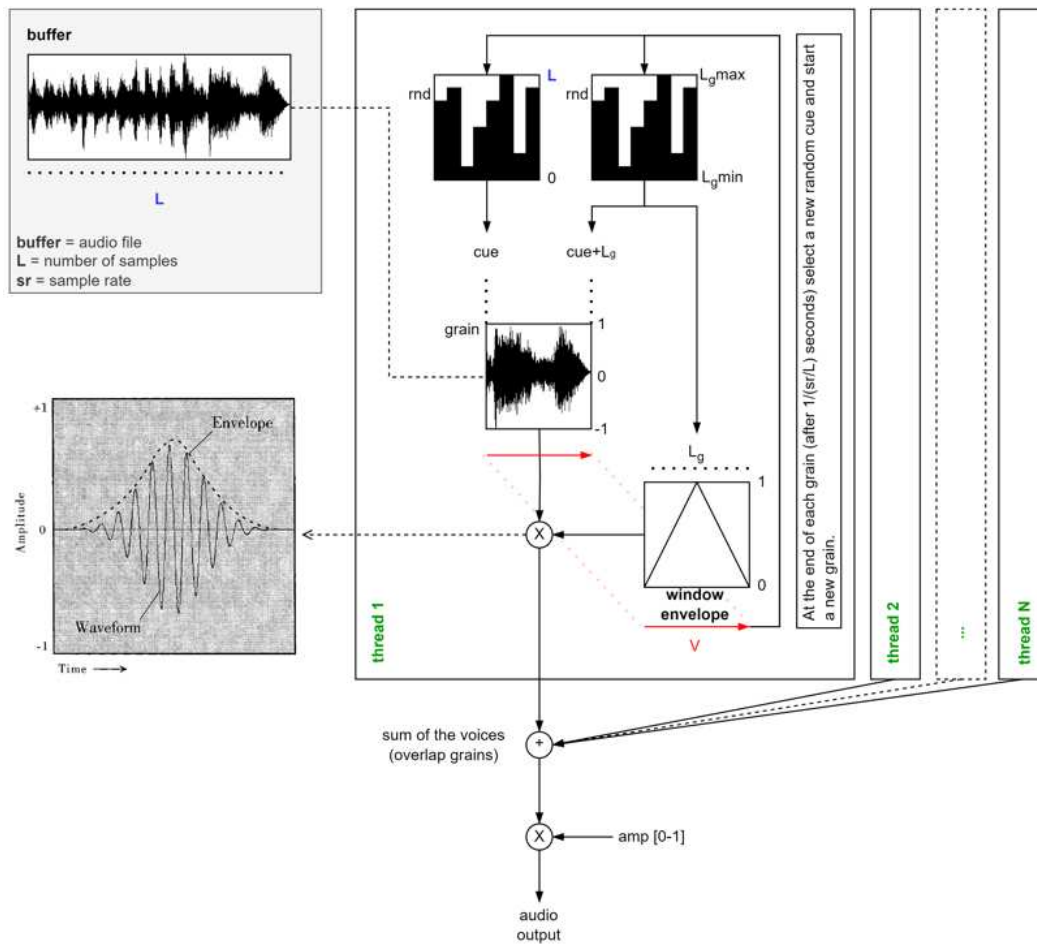 buffer
L
buffer = audio file
L = number of samples
sr = sample rate
rnd
L
0
rnd
Lgmax
Lgmin
cue
cue+Lg
grain
1
0
-1
Lg
1
0
window
envelope
V
thread 1
At the end of each grain (after 1/(sr/L) seconds) select a new random cue and start
a new grain.
thread 2
...
thread N
+1
0
-1
Amplitude
Envelope
Waveform
Time
X
sum of the voices
(overlap grains)
+
X
amp [0-1]
audio
output